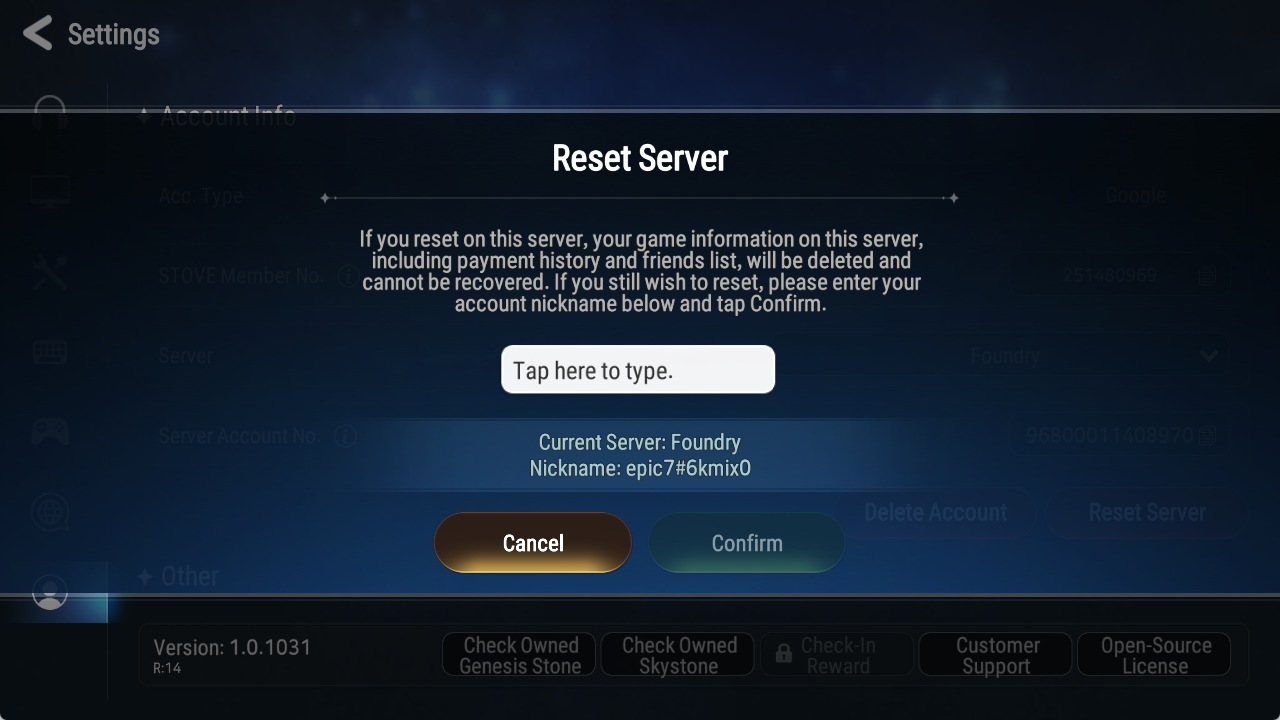 Settings
Account Info
Reset Server
Acc. Type
Google
If you reset on this server, your game information on this server,
including payment history and friends list, will be deleted and
cannot be recovered. If you still wish to reset, please enter your
account nickname below and tap Confirm.
STOVE Member No.
251480969
Server
Tap here to type.
Foundry
Server Account No.
Current Server: Foundry
Nickname: epic7#6kmix0
96800011408970
Delete Account
Reset Server
Cancel
Confirm
Other
Version: 1.0.1031
R:14
Check Owned
Genesis Stone
Check Owned
Skystone
Check-In
Reward
Customer
Support
Open-Source
License